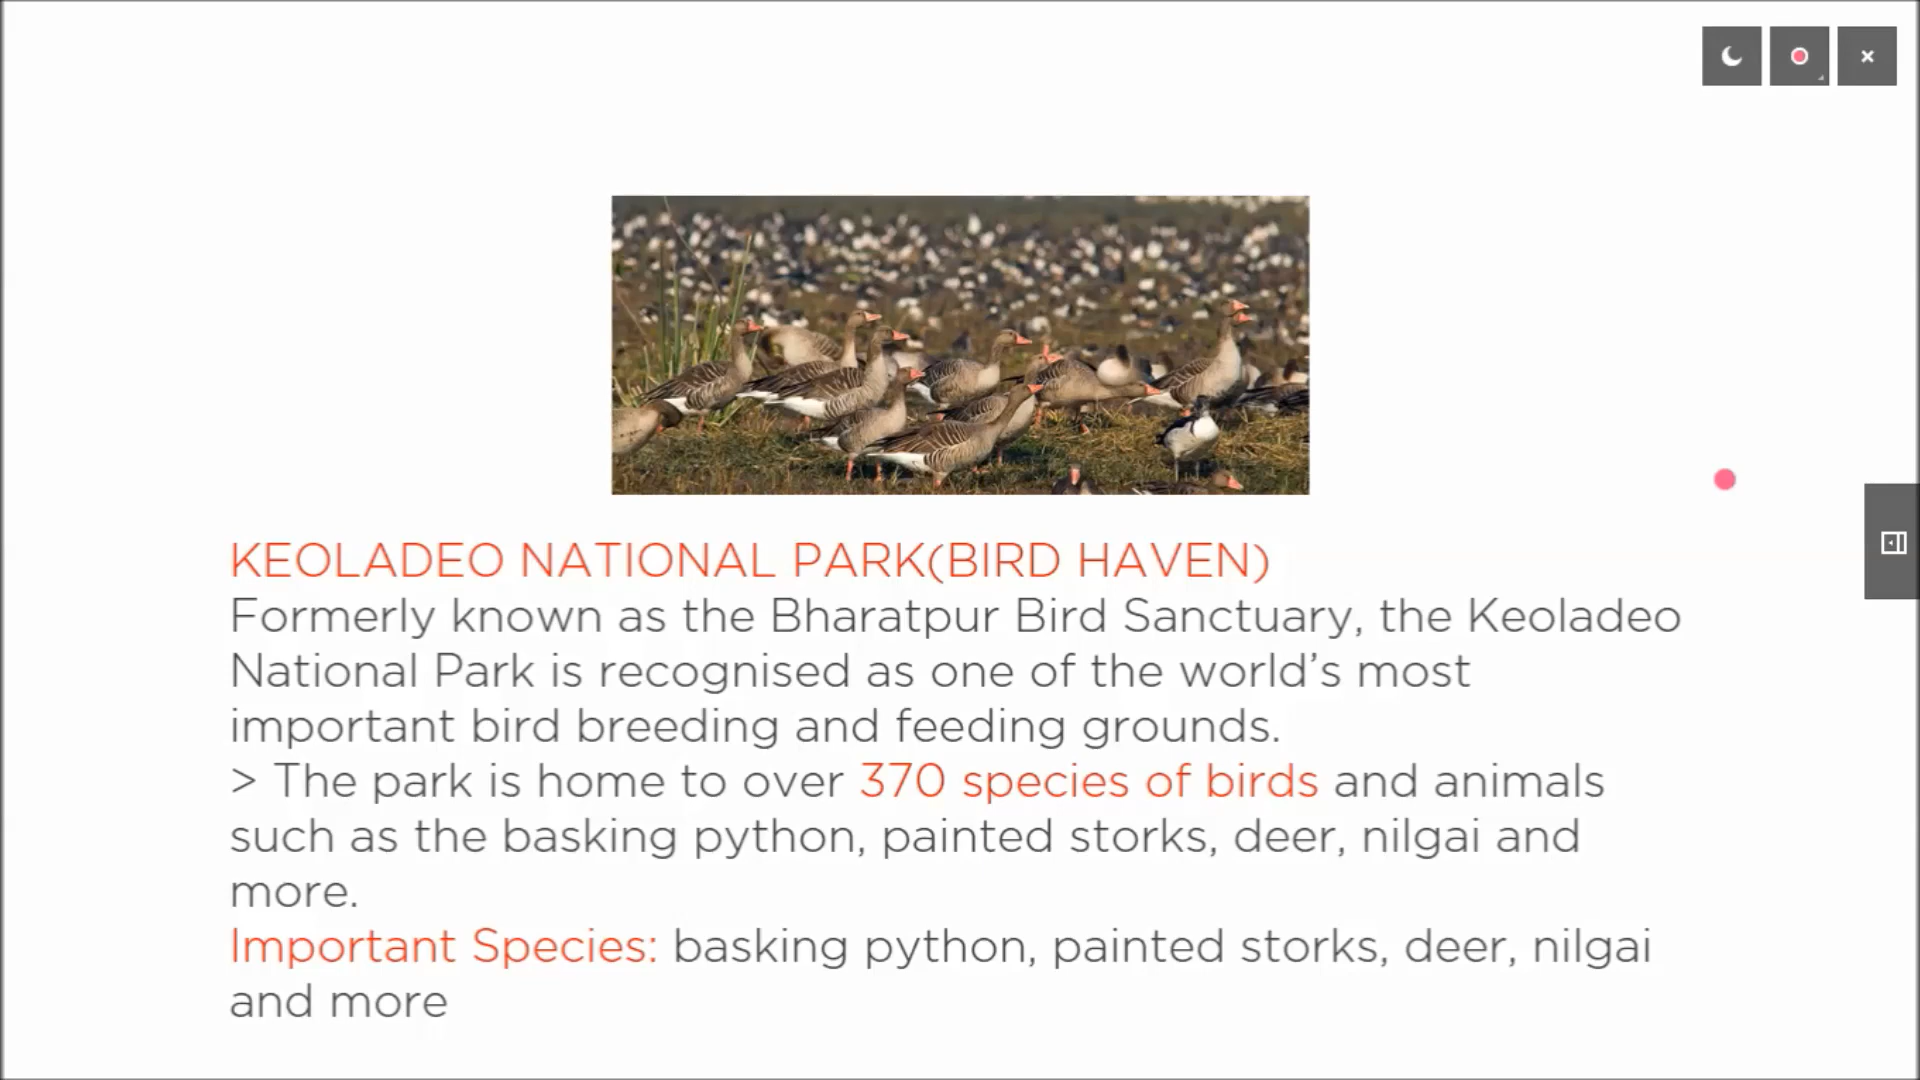 KEOLADEO NATIONAL PARK(BIRD HAVEN)
Formerly known as the Bharatpur Bird Sanctuary, the Keoladeo
National Park is recognised as one of the world’s most
important bird breeding and feeding grounds.
> The park is home to over 370 species of birds and animals
such as the basking python, painted storks, deer, nilgai and
more.
Important Species: basking python, painted storks, deer, nilgai
and more